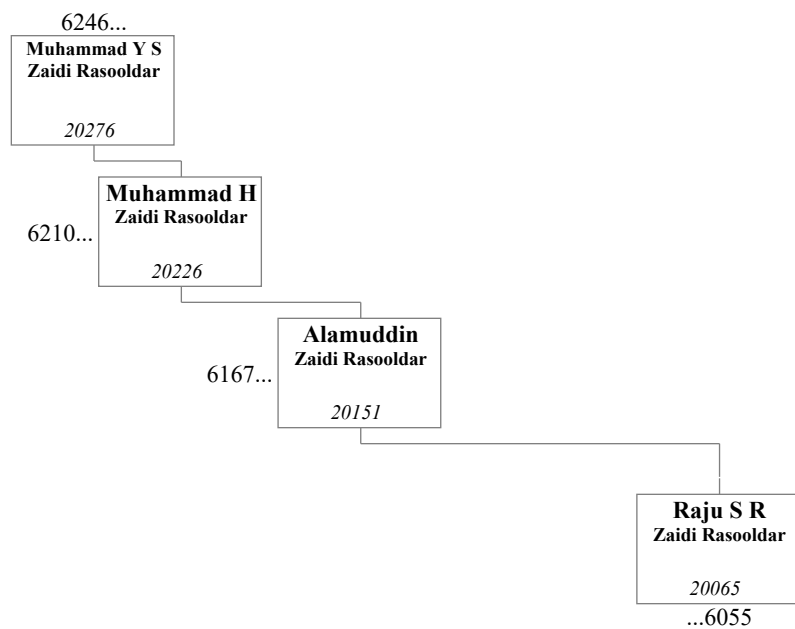 6246...
Muhammad Y S
Zaidi Rasooldar
20276
Muhammad H
Zaidi Rasooldar
6210...
20226
Alamuddin
Zaidi Rasooldar
6167...
20151
Raju S R
Zaidi Rasooldar
20065
...6055